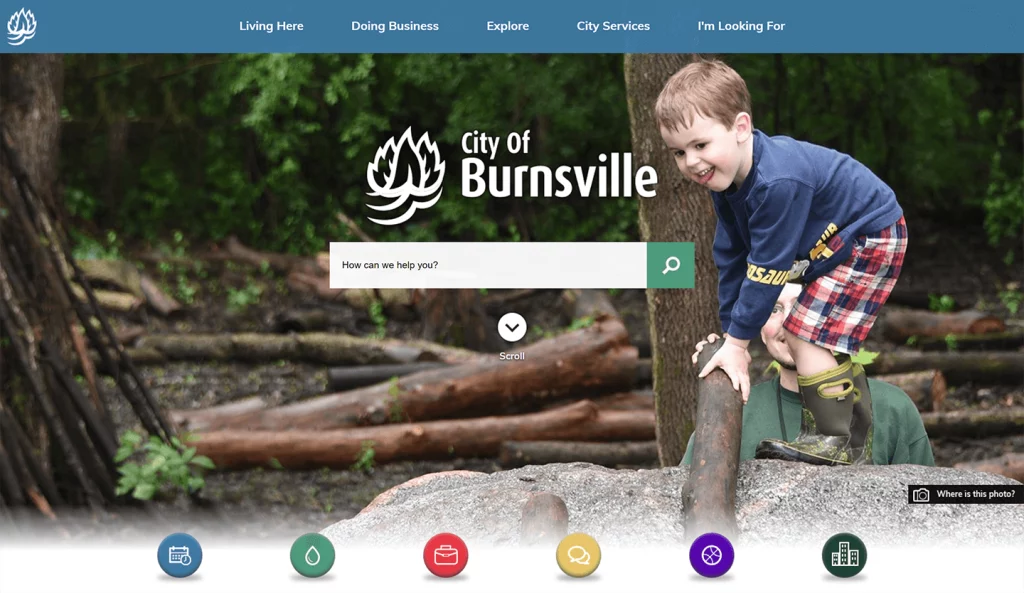 Living Here
Doing Business
Explore
City Services
I'm Looking For
City Of
Burnsville
How can we help you?
Scroll
Where is this photo?